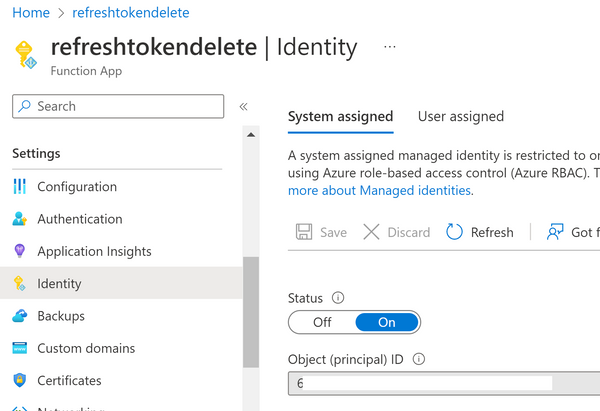 Home > refreshtokendelete
refreshtokendelete | Identity ...
Function App
Search «
System assigned User assigned
Settings
A system assigned managed identity is restricted to
using Azure role-based access control (Azure RBAC).
more about Managed identities.
Configuration
Authentication
Application Insights
Identity
Backups
Custom domains
Certificates
Save Discard Refresh Got
Status
Off On
Object (principal) ID
6